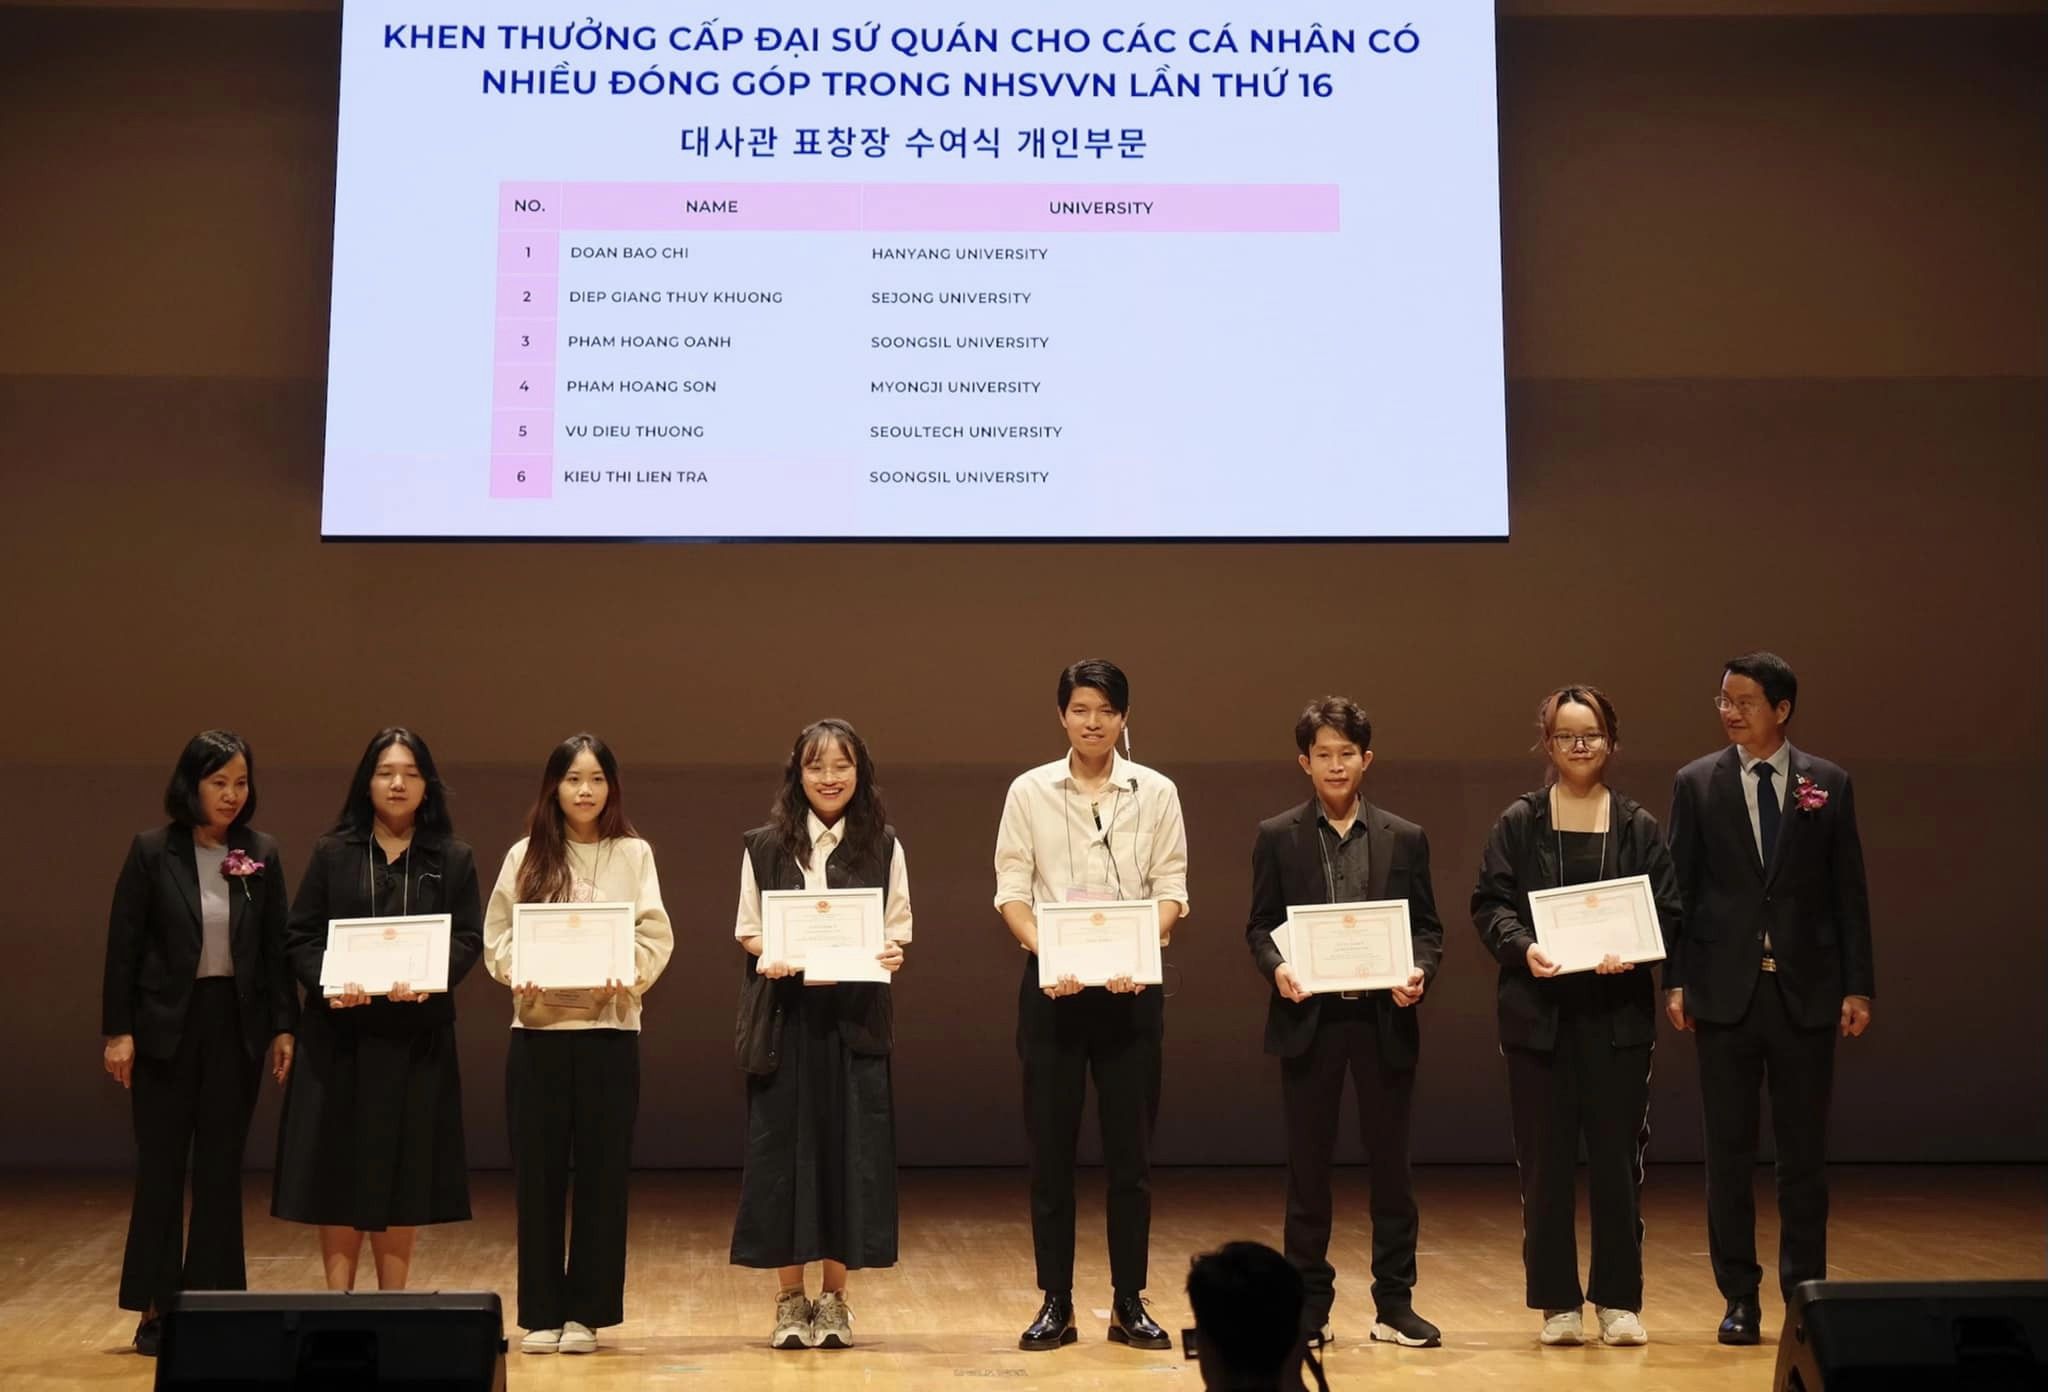 KHEN THƯỞNG CẤP ĐẠI SỨ QUÁN CHO CÁC CÁ NHÂN CÓ
NHIỀU ĐÓNG GÓP TRONG NHSVVN LẦN THỨ 16
대사관 표창장 수여식 개인부문
NO. NAME UNIVERSITY
1 DOAN BAO CHI HANYANG UNIVERSITY
2 DIEP GIANG THUY KHUONG SEJONG UNIVERSITY
3 PHAM HOANG OANH SOONGSIL UNIVERSITY
4 PHAM HOANG SON MYONGJI UNIVERSITY
5 VU DIEU THUONG SEOULTECH UNIVERSITY
6 KIEU THI LIEN TRA SOONGSIL UNIVERSITY